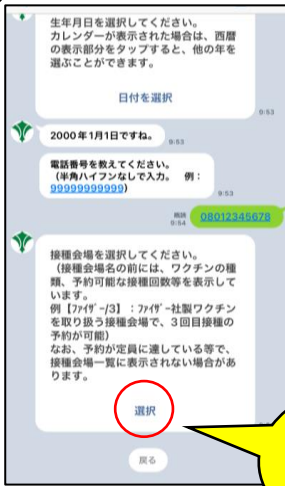 生年月日を選択してください。
カレンダーが表示された場合は、西暦
の表示部分をタップすると、他の年を
選ぶことができます。
日付を選択
9:53
2000年1月1日ですね。
9:53
電話番号を教えてください。
（半角ハイフンなしで入力。　例：
99999999999）
9:53
既読
9:54
08012345678
接種会場を選択してください。
（接種会場名の前には、ワクチンの種
類、予約可能な接種回数等を表示して
います。
例【ﾌｧｲｻﾞｰ/3】：ﾌｧｲｻﾞｰ社製ワクチン
を取り扱う接種会場で、３回目接種の
予約が可能）
なお、予約が定員に達している等で、
接種会場一覧に表示されない場合があ
ります。
選択
戻る